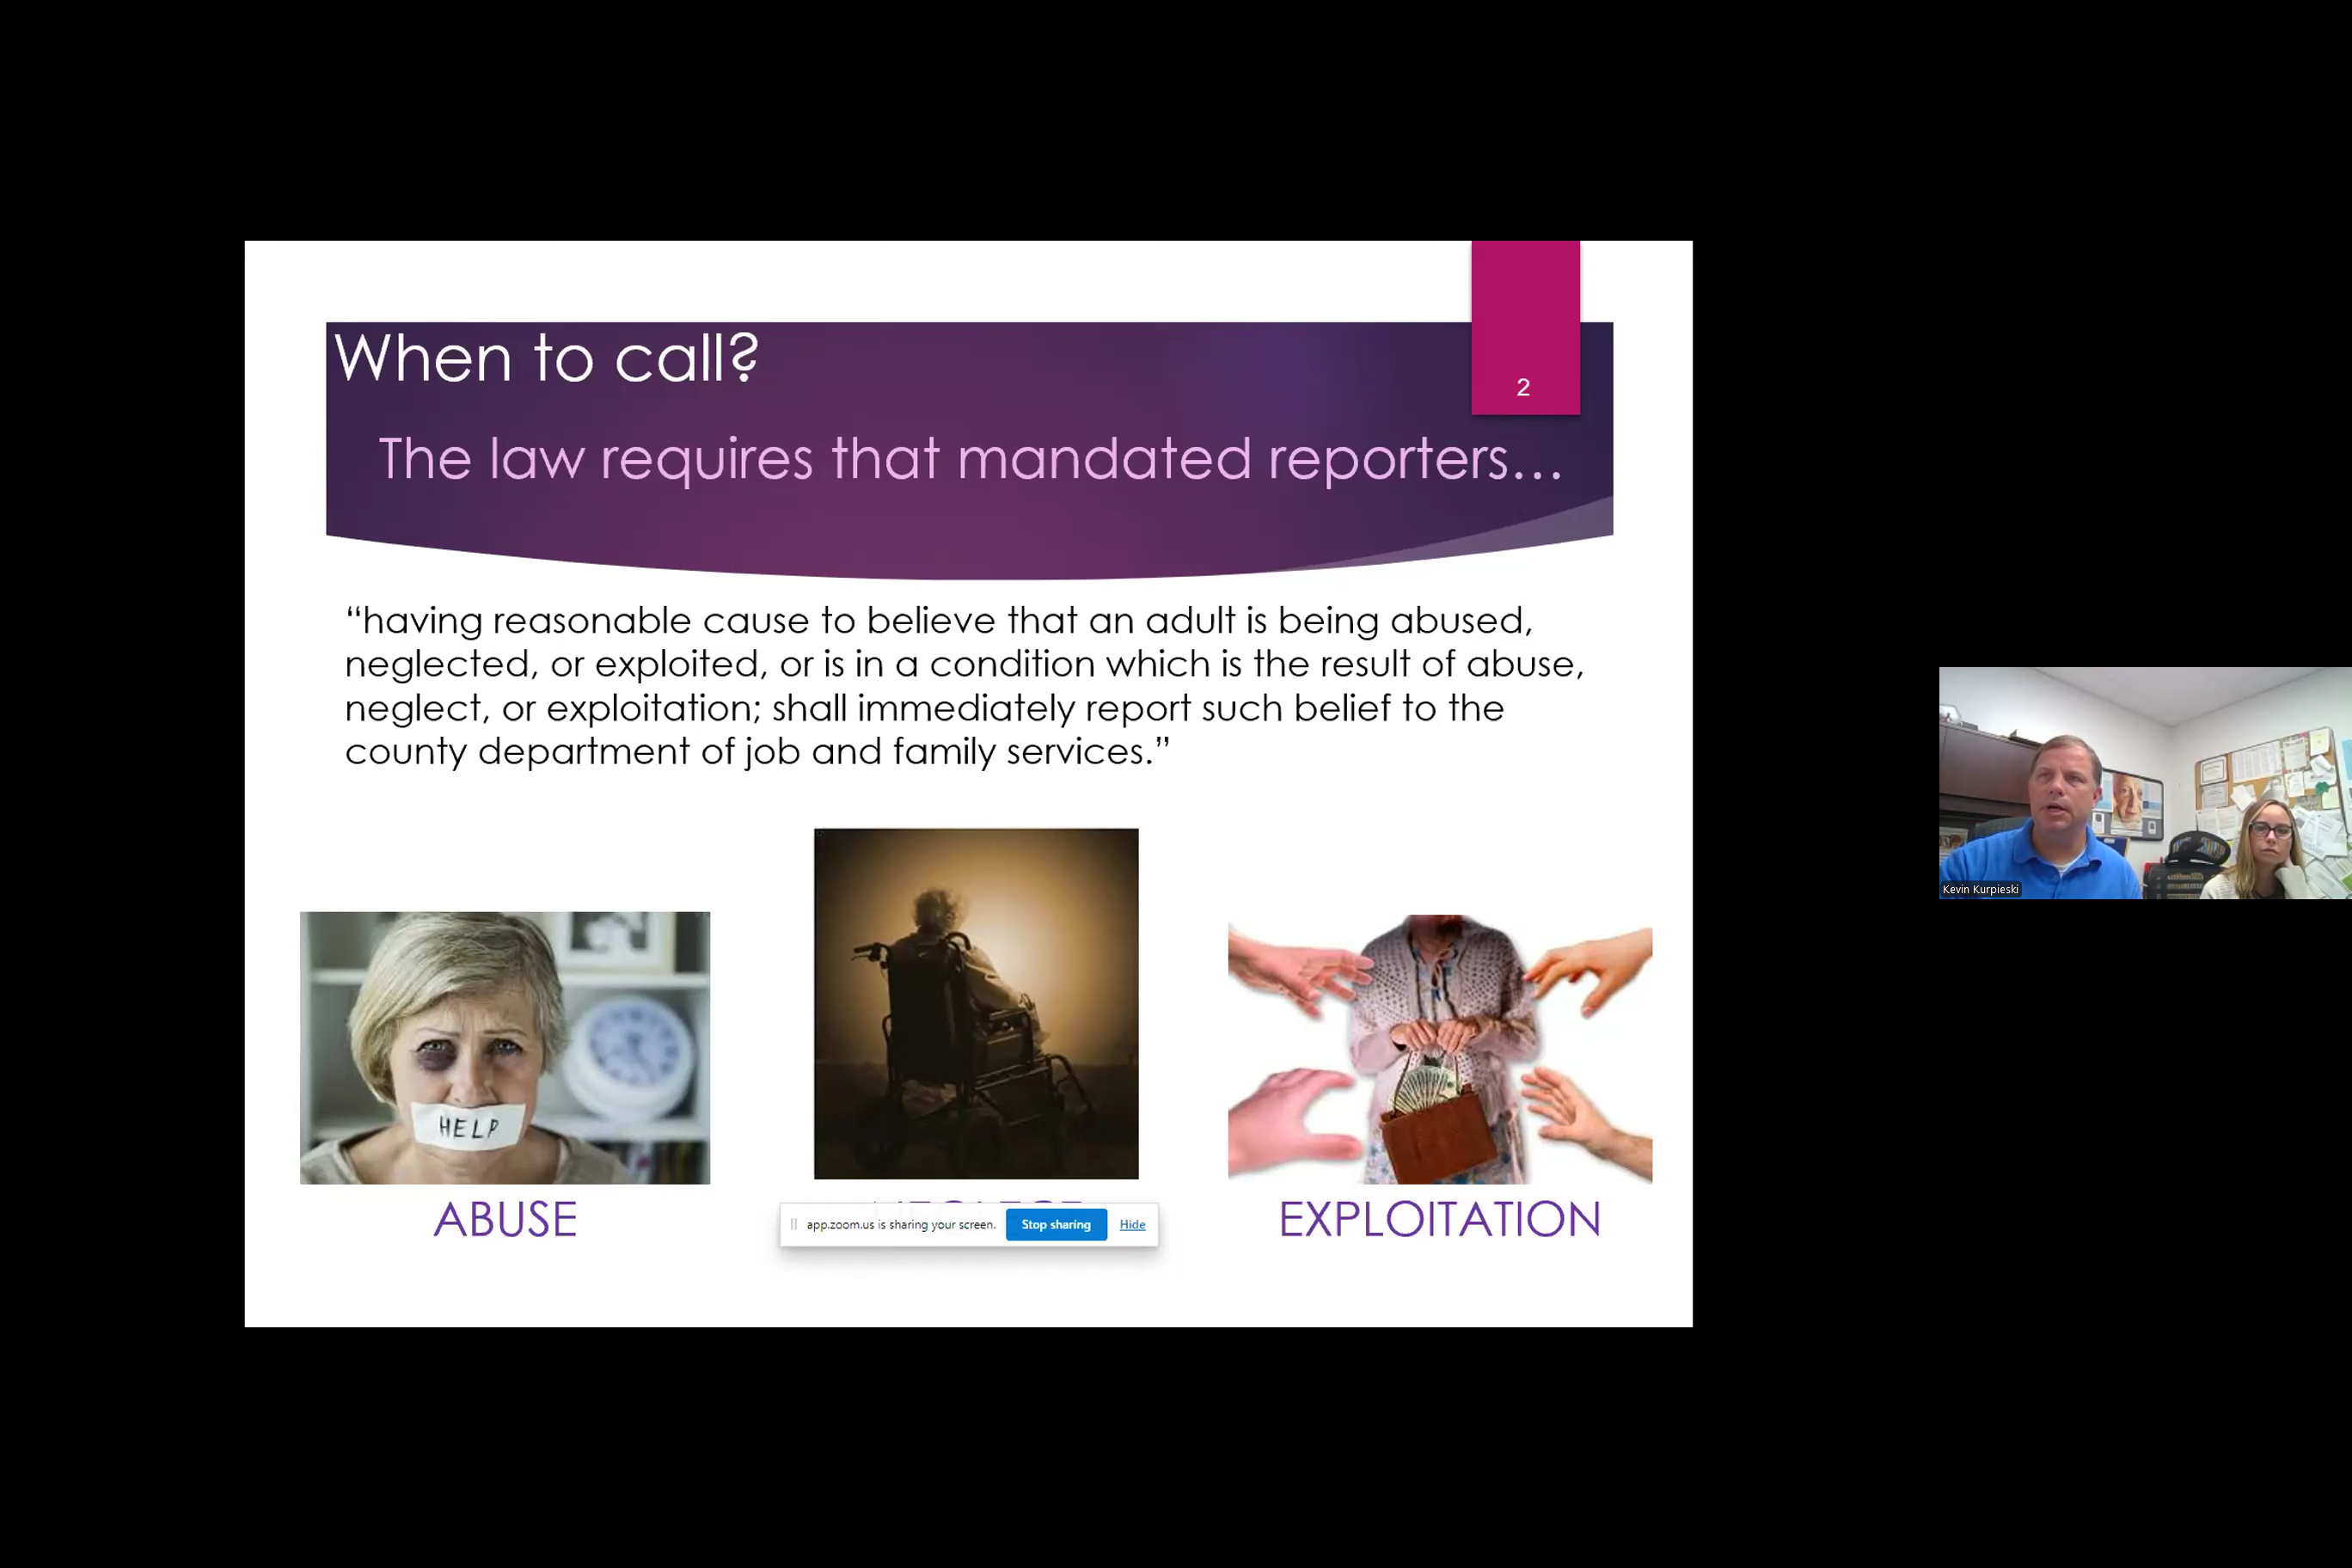 When to call?
2
The law requires that mandated reporters...
“having reasonable cause to believe that an adult is being abused,
neglected, or exploited, or is in a condition which is the result of abuse,
neglect, or exploitation; shall immediately report such belief to the
county department of job and family services.”
HELP
ABUSE
app.zoom.us is sharing your screen. Stop sharing Hide
EXPLOITATION
Kevin Kurpieski